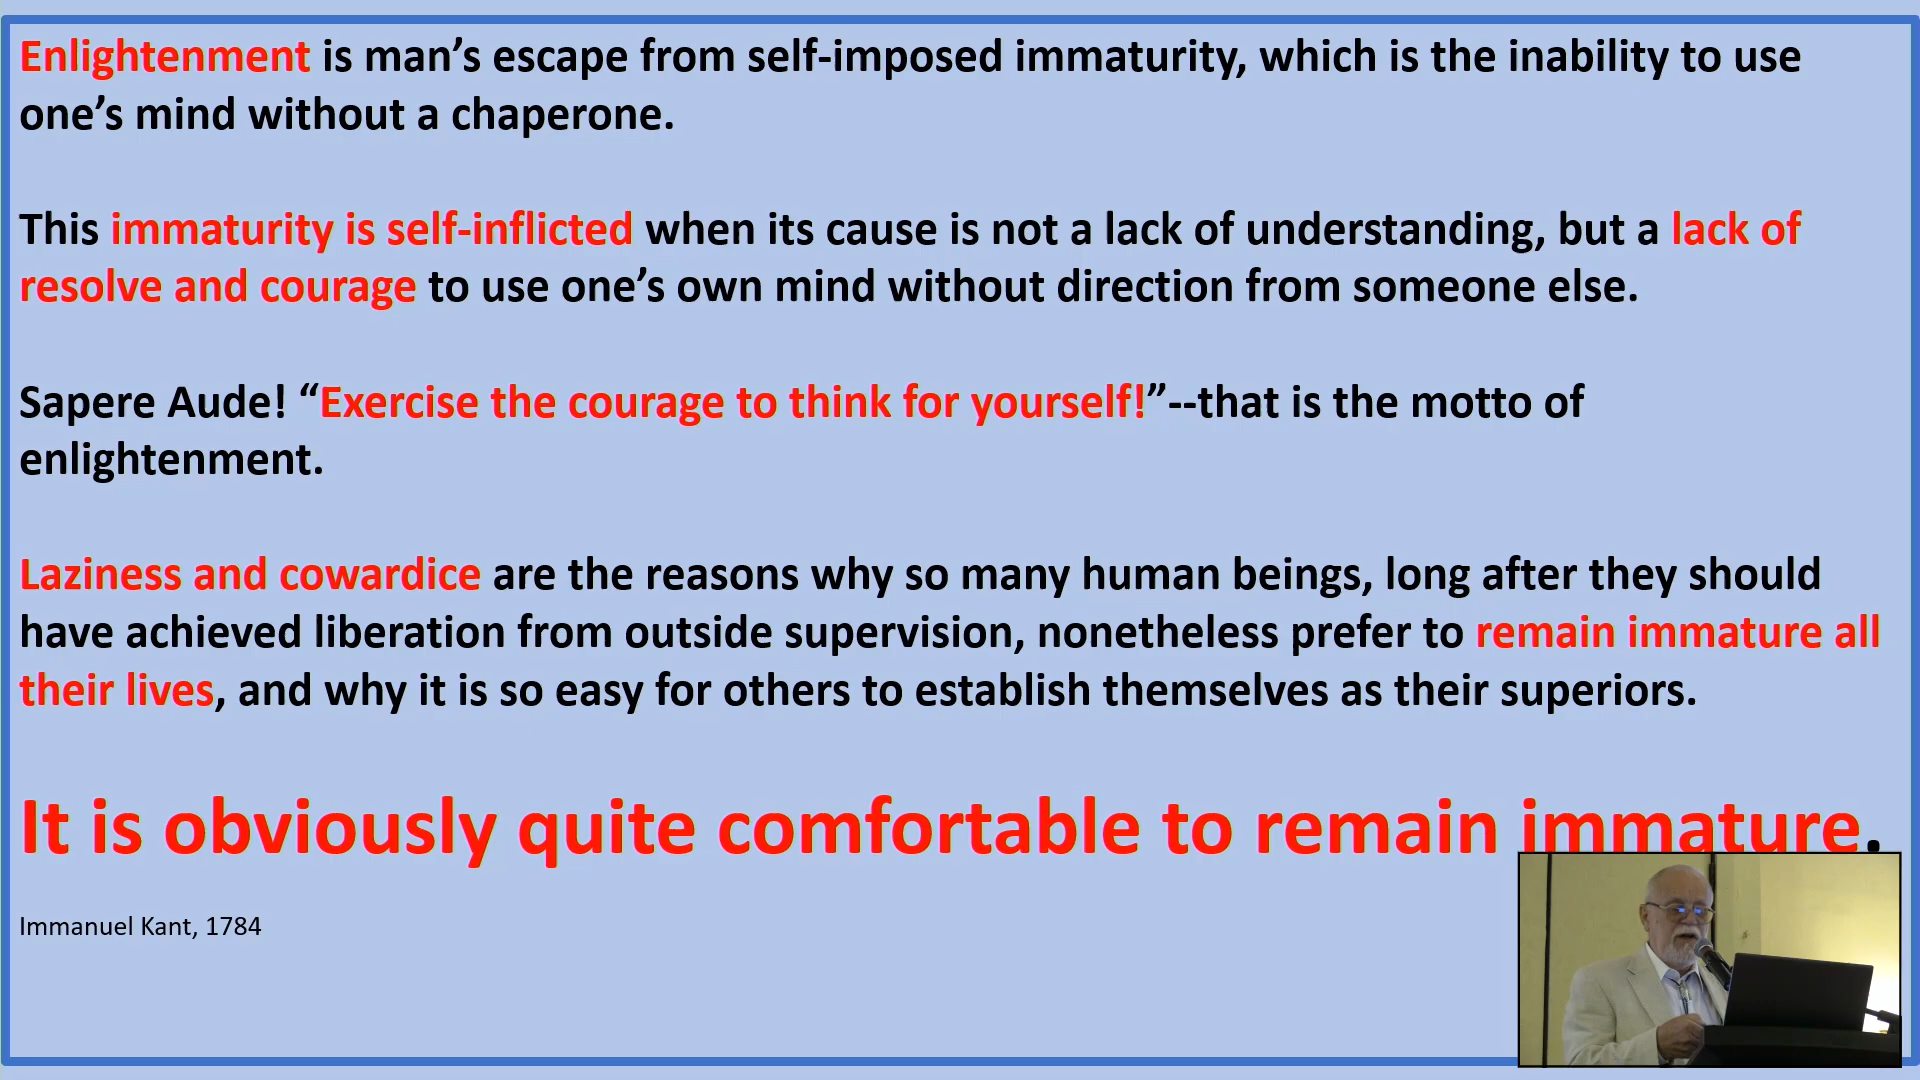 Enlightenment is man’s escape from self-imposed immaturity, which is the inability to use
one’s mind without a chaperone.
This immaturity is self-inflicted when its cause is not a lack of understanding, but a lack of
resolve and courage to use one’s own mind without direction from someone else.
Sapere Aude! “Exercise the courage to think for yourself!”--that is the motto of
enlightenment.
Laziness and cowardice are the reasons why so many human beings, long after they should
have achieved liberation from outside supervision, nonetheless prefer to remain immature all
their lives, and why it is so easy for others to establish themselves as their superiors.
It is obviously quite comfortable to remain immature.
Immanuel Kant, 1784